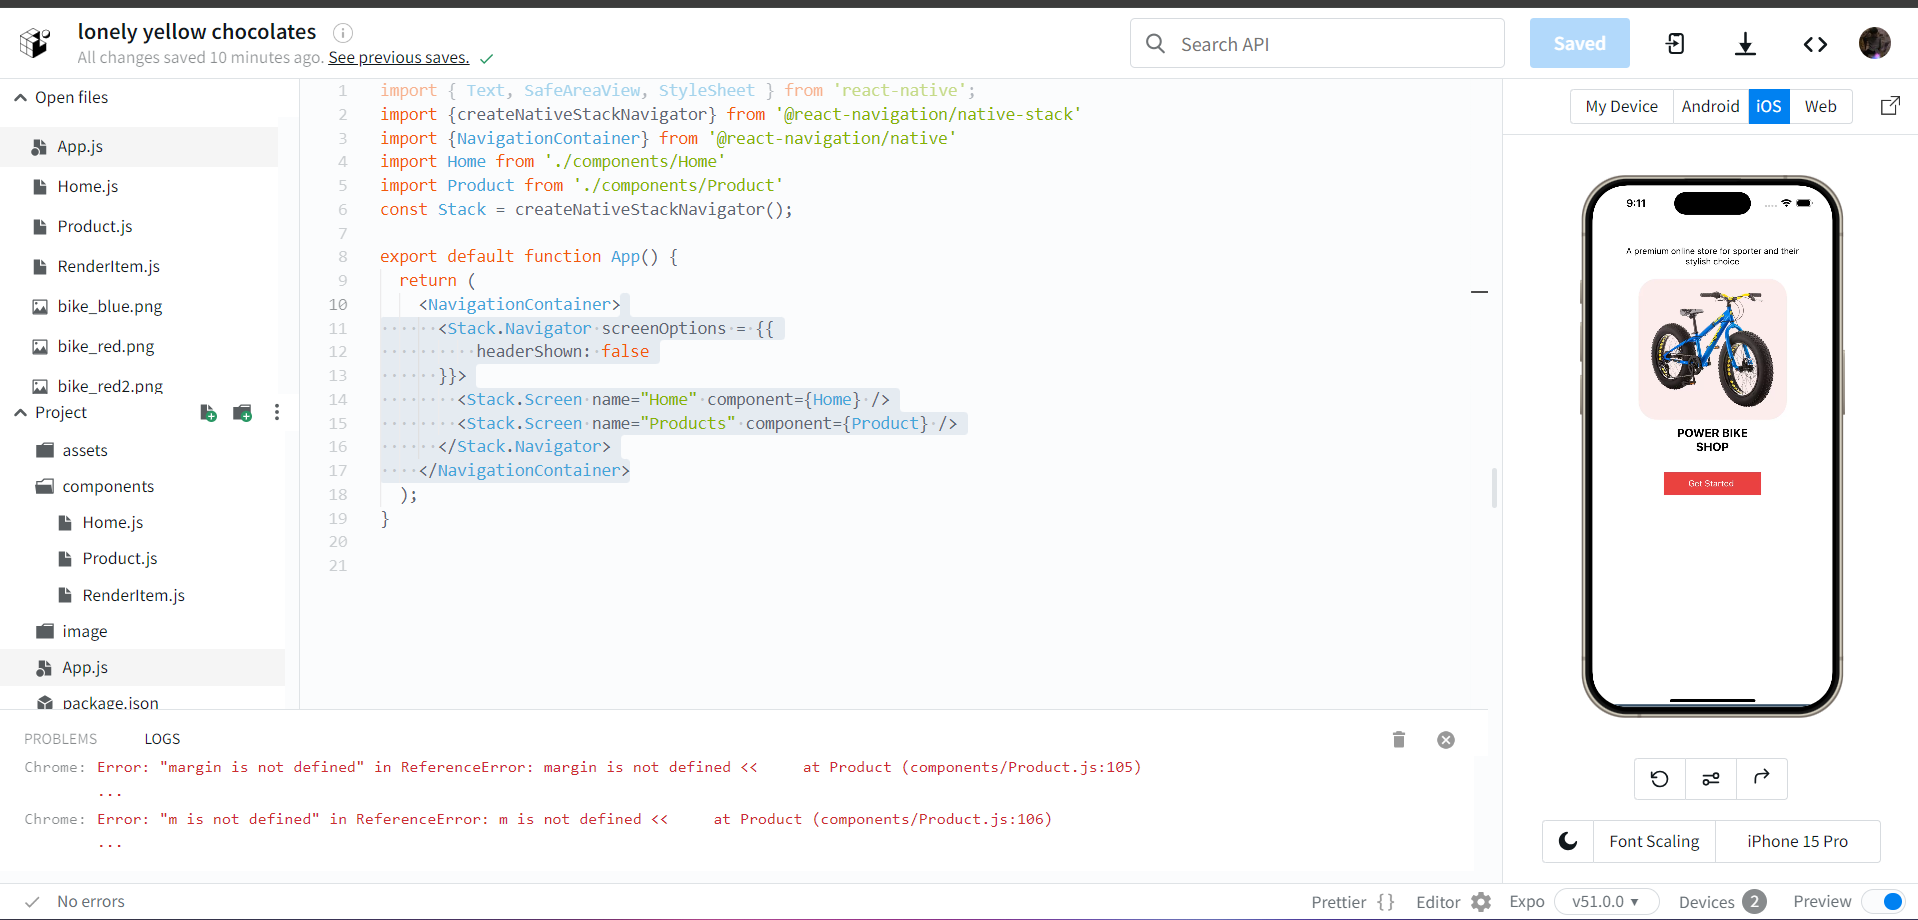 lonely yellow chocolates
All changes saved 10 minutes ago. See previous saves.
Search API
Saved
Open files
App.js
Home.js
Product.js
RenderItem.js
bike_blue.png
bike_red.png
bike_red2.png
Project
assets
components
Home.js
Product.js
RenderItem.js
image
App.js
package.json
1 import { Text, SafeAreaView, StyleSheet } from 'react-native';
2 import {createNativeStackNavigator} from '@react-navigation/native-stack'
3 import {NavigationContainer} from '@react-navigation/native'
4 import Home from './components/Home'
5 import Product from './components/Product'
6 const Stack = createNativeStackNavigator();
7
8 export default function App() {
9 return (
10 <NavigationContainer>
11 <Stack.Navigator screenOptions = {{
12 headerShown: false
13 }}>
14 <Stack.Screen name="Home" component={Home} />
15 <Stack.Screen name="Products" component={Product} />
16 </Stack.Navigator>
17 </NavigationContainer>
18 );
19 }
20
21
My Device Android iOS Web
9:11
A premium online store for sporter and their
stylish choice
POWER BIKE
SHOP
Get Started
Font Scaling iPhone 15 Pro
PROBLEMS LOGS
Chrome: Error: "margin is not defined" in ReferenceError: margin is not defined << at Product (components/Product.js:105)
...
Chrome: Error: "m is not defined" in ReferenceError: m is not defined << at Product (components/Product.js:106)
...
No errors
Prettier {} Editor Expo v51.0.0 Devices 2 Preview